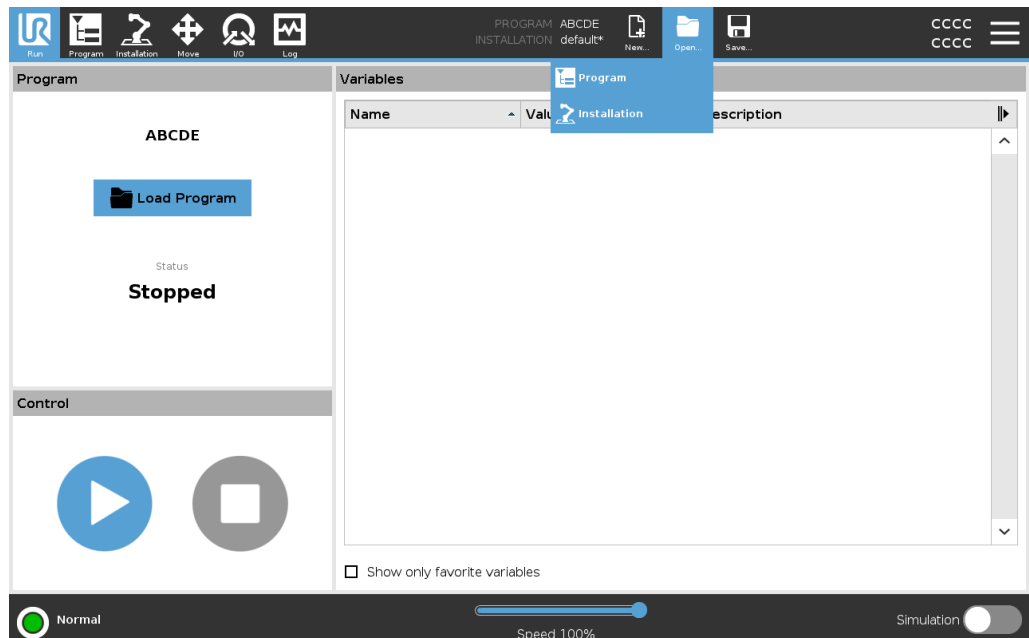 UR
Run
Program
Installation
Move
I/O
Log
PROGRAM ABCDE
INSTALLATION default*
New...
Open...
Save...
CCCC
CCCC
Program
Installation
Program
ABCDE
Load Program
Status
Stopped
Control
Variables
Name
Valu
escription
Show only favorite variables
Normal
Speed 100%
Simulation